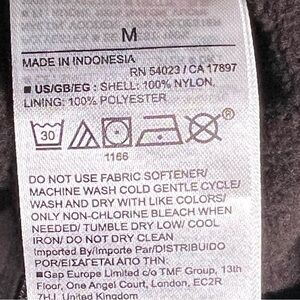 M
MADE IN INDONESIA
RN 54023 / CA 17897
■ US/GB/EG : SHELL: 100% NYLON,
LINING: 100% POLYESTER
30
®
1166
DO NOT USE FABRIC SOFTENER/
MACHINE WASH COLD GENTLE CYCLE/
WASH AND DRY WITH LIKE COLORS/
ONLY NON-CHLORINE BLEACH WHEN
NEEDED/ TUMBLE DRY LOW/ COOL
IRON/ DO NOT DRY CLEAN
Imported By/Importe Par/DISTRIBUIDO
POR/ΕΙΣΑΓΕΤΑΙ ΑΠΟ ΤΗΝ:
■Gap Europe Limited c/o TMF Group, 13th
Floor, One Angel Court, London, EC2R
7HJ, United Kingdom